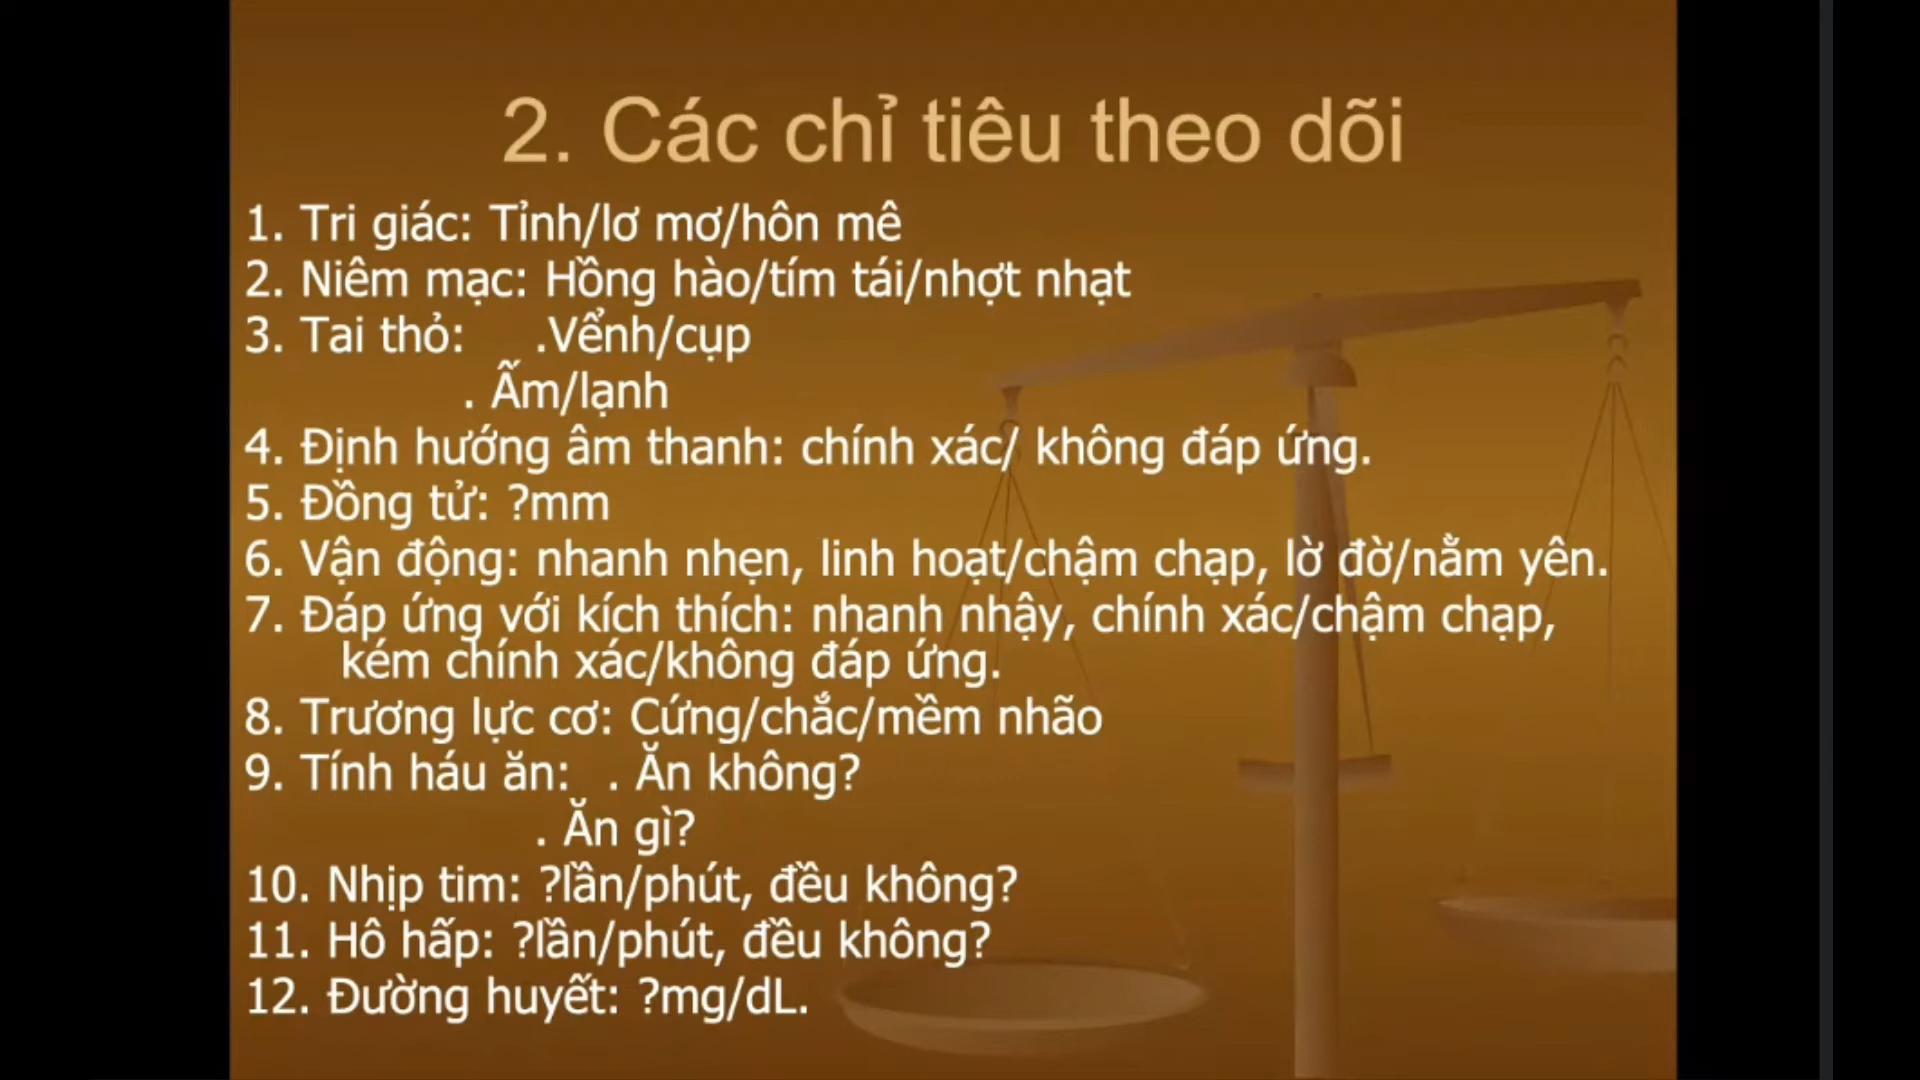 2. Các chỉ tiêu theo dõi
1. Tri giác: Tỉnh/lơ mơ/hôn mê
2. Niêm mạc: Hồng hào/tím tái/nhợt nhạt
3. Tai thỏ: .Vểnh/cụp
. Ấm/lạnh
4. Định hướng âm thanh: chính xác/ không đáp ứng.
5. Đồng tử: ?mm
6. Vận động: nhanh nhẹn, linh hoạt/chậm chạp, lờ đờ/nằm yên.
7. Đáp ứng với kích thích: nhanh nhậy, chính xác/chậm chạp,
kém chính xác/không đáp ứng.
8. Trương lực cơ: Cứng/chắc/mềm nhão
9. Tính háu ăn: . Ăn không?
. Ăn gì?
10. Nhịp tim: ?lần/phút, đều không?
11. Hô hấp: ?lần/phút, đều không?
12. Đường huyết: ?mg/dL.